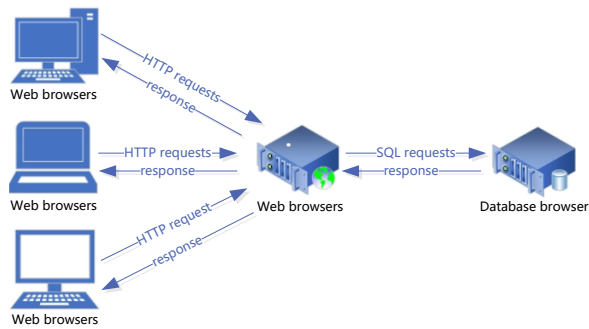 HTTP requests
response
Web browsers
HTTP requests
response
Web browsers
SQL requests
response
Web browsers
Database browser
HTTP request
response
Web browsers